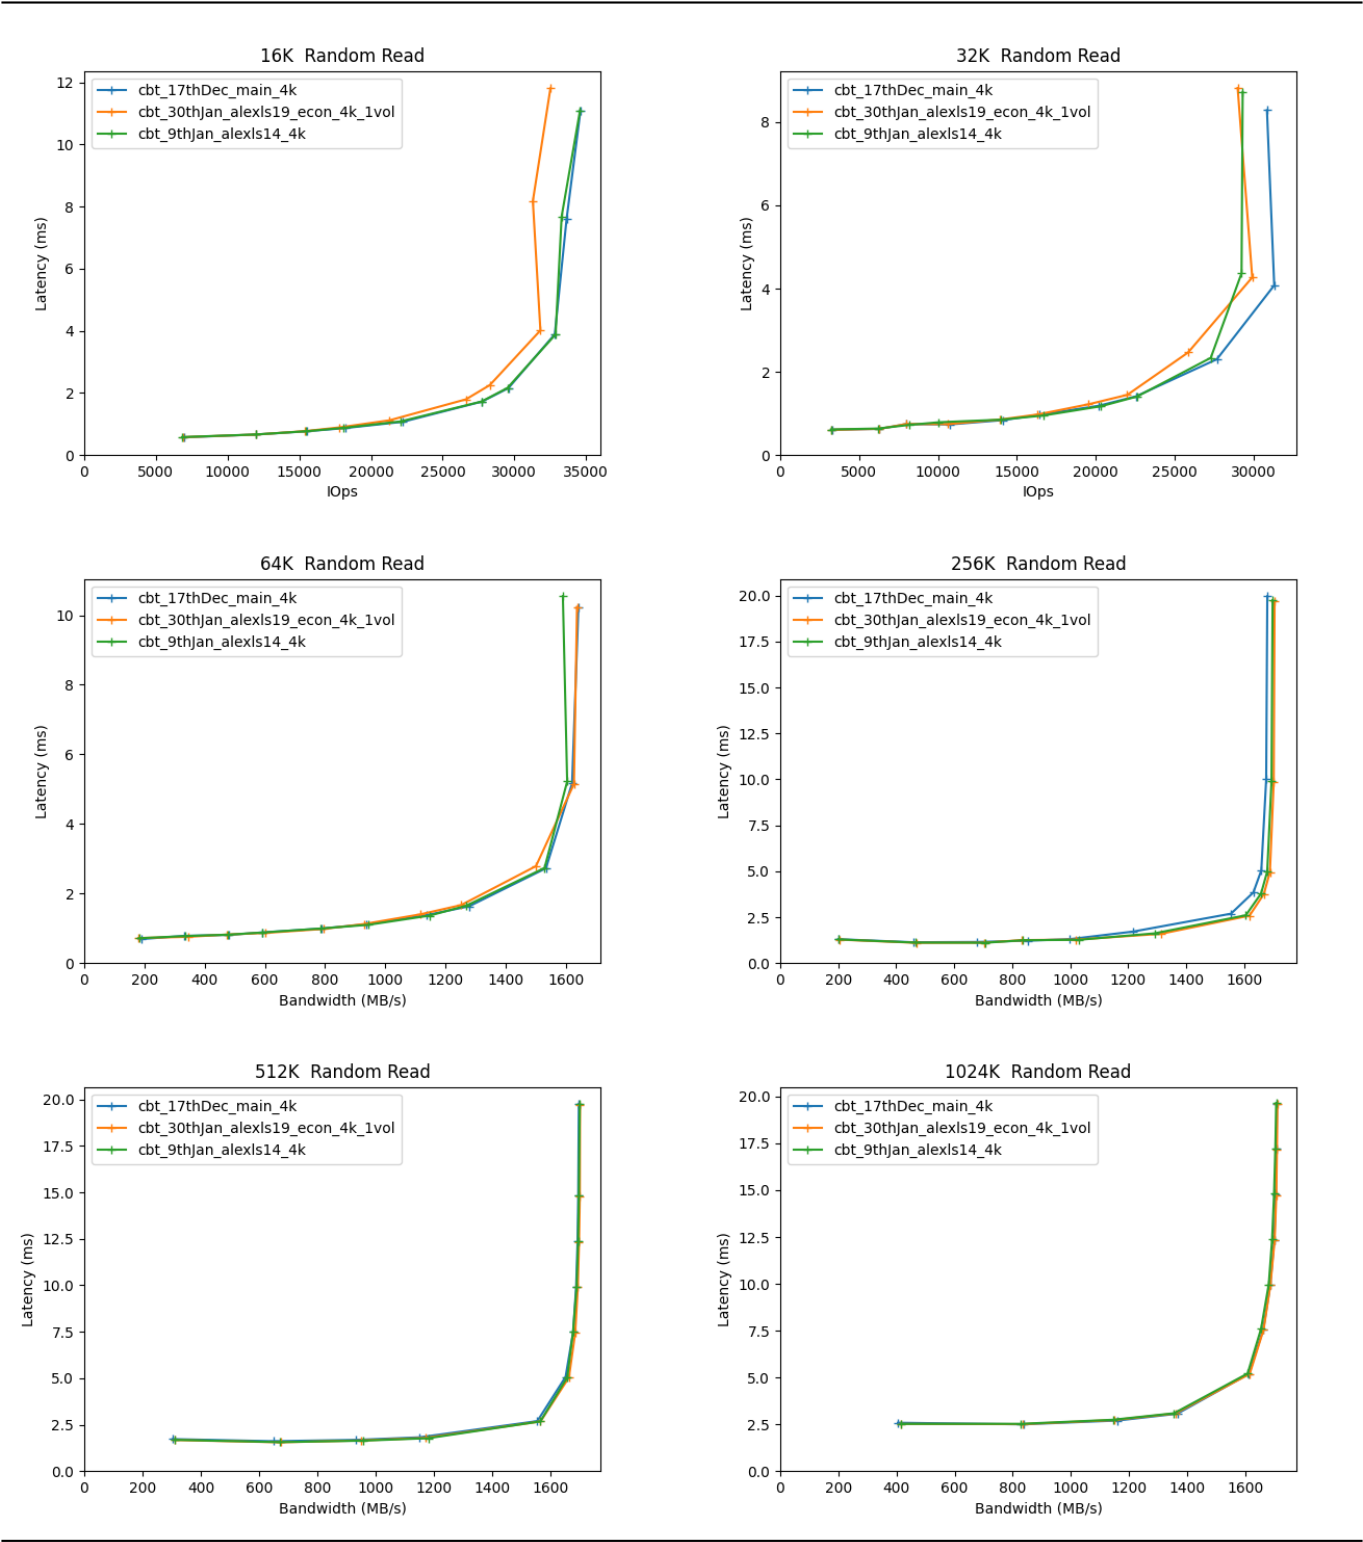 16K  Random Read
cbt_17thDec_main_4k
cbt_30thJan_alexls19_econ_4k_1vol
cbt_9thJan_alexls14_4k
Latency (ms)
12
10
8
6
4
2
0
0 5000 10000 15000 20000 25000 30000 35000
IOps
32K  Random Read
cbt_17thDec_main_4k
cbt_30thJan_alexls19_econ_4k_1vol
cbt_9thJan_alexls14_4k
Latency (ms)
8
6
4
2
0
0 5000 10000 15000 20000 25000 30000
IOps
64K  Random Read
cbt_17thDec_main_4k
cbt_30thJan_alexls19_econ_4k_1vol
cbt_9thJan_alexls14_4k
Latency (ms)
10
8
6
4
2
0
0 200 400 600 800 1000 1200 1400 1600
Bandwidth (MB/s)
256K  Random Read
cbt_17thDec_main_4k
cbt_30thJan_alexls19_econ_4k_1vol
cbt_9thJan_alexls14_4k
Latency (ms)
20.0
17.5
15.0
12.5
10.0
7.5
5.0
2.5
0.0
0 200 400 600 800 1000 1200 1400 1600
Bandwidth (MB/s)
512K  Random Read
cbt_17thDec_main_4k
cbt_30thJan_alexls19_econ_4k_1vol
cbt_9thJan_alexls14_4k
Latency (ms)
20.0
17.5
15.0
12.5
10.0
7.5
5.0
2.5
0.0
0 200 400 600 800 1000 1200 1400 1600
Bandwidth (MB/s)
1024K  Random Read
cbt_17thDec_main_4k
cbt_30thJan_alexls19_econ_4k_1vol
cbt_9thJan_alexls14_4k
Latency (ms)
20.0
17.5
15.0
12.5
10.0
7.5
5.0
2.5
0.0
0 200 400 600 800 1000 1200 1400 1600
Bandwidth (MB/s)